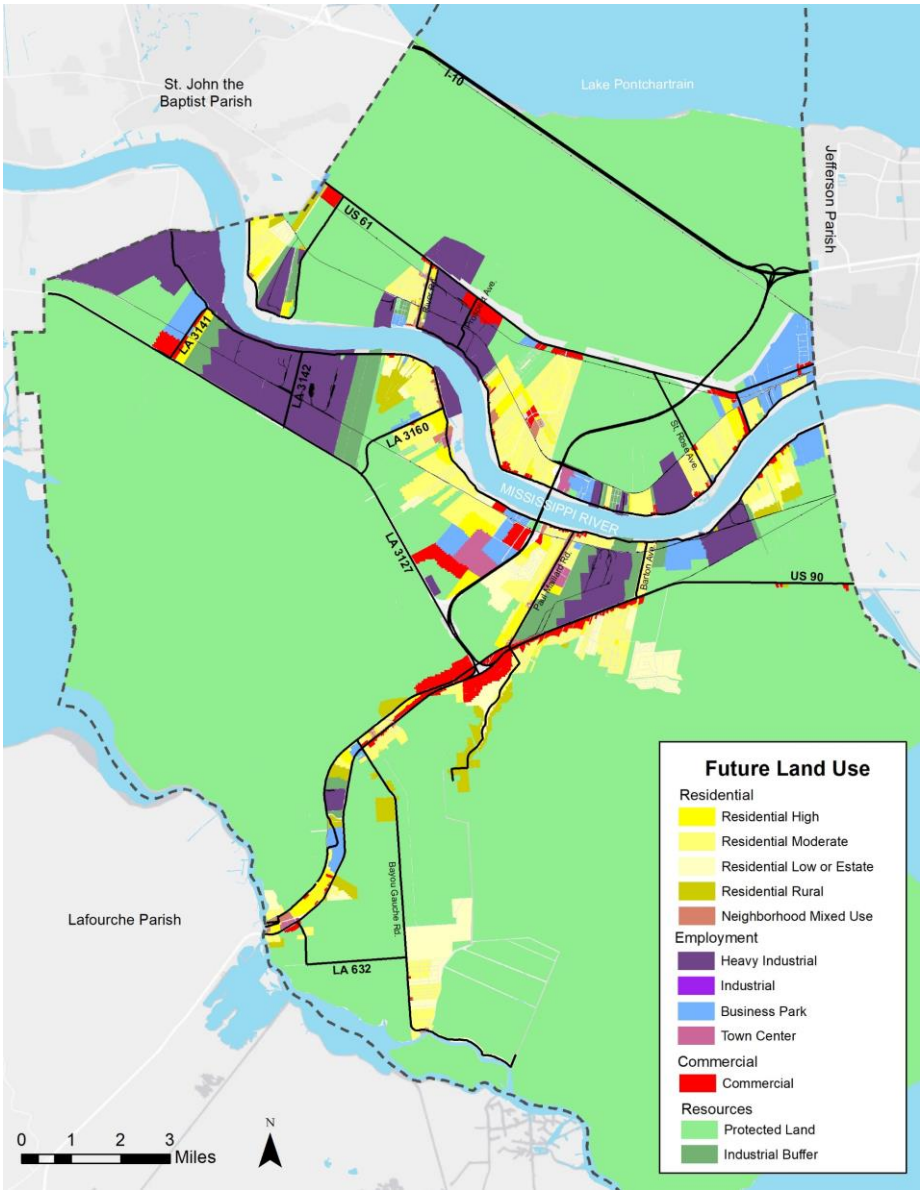 St. John the
Baptist Parish
I-10
Lake Pontchartrain
Jefferson Parish
US 61
River Rd.
LA 3141
LA 3142
LA 3160
St. Rose Ave.
MISSISSIPPI RIVER
LA 3127
Paul Maillard Rd.
Barton Ave.
US 90
Bayou Gauche Rd.
Lafourche Parish
LA 632
Future Land Use
Residential
Residential High
Residential Moderate
Residential Low or Estate
Residential Rural
Neighborhood Mixed Use
Employment
Heavy Industrial
Industrial
Business Park
Town Center
Commercial
Commercial
Resources
Protected Land
Industrial Buffer
N
0 1 2 3
Miles